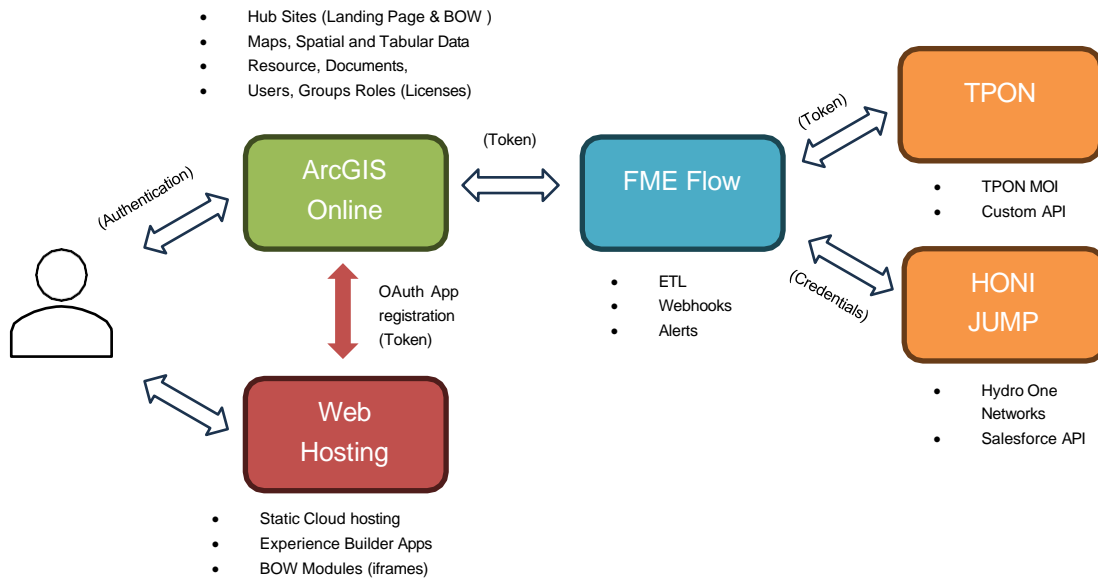 • Hub Sites (Landing Page & BOW )
• Maps, Spatial and Tabular Data
• Resource, Documents,
• Users, Groups Roles (Licenses)
(Authentication)
ArcGIS
Online
(Token)
FME Flow
(Token)
TPON
• TPON MOI
• Custom API
• ETL
• Webhooks
• Alerts
(Credentials)
HONI
JUMP
• Hydro One
Networks
• Salesforce API
OAuth App
registration
(Token)
Web
Hosting
• Static Cloud hosting
• Experience Builder Apps
• BOW Modules (iframes)